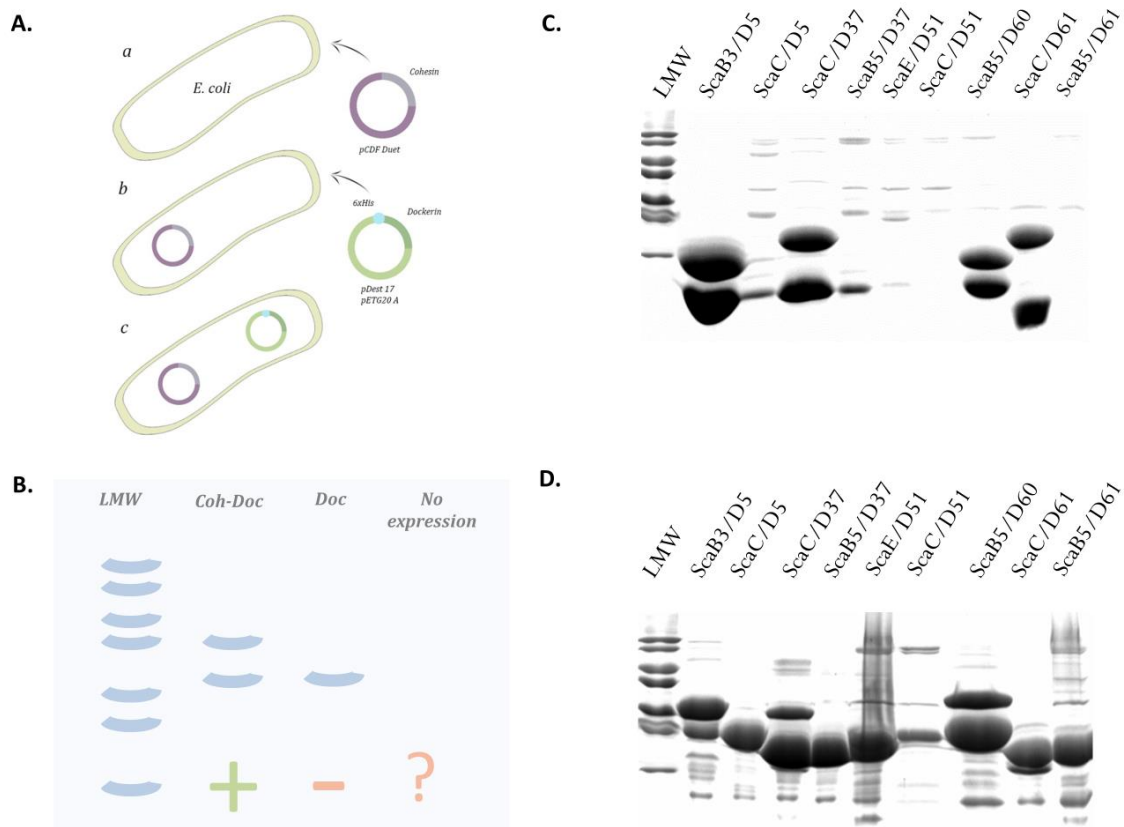 A.
a
E. coli
Cohesin
pCDF Duet
b
6xHis
Dockerin
pDest 17
pETG20 A
c
B.
LMW
Coh-Doc
Doc
No
expression
+
-
?
C.
LMW
ScaB3/D5
ScaC/D5
ScaC/D37
ScaB5/D37
ScaE/D51
ScaC/D51
ScaB5/D60
ScaC/D61
ScaB5/D61
D.
LMW
ScaB3/D5
ScaC/D5
ScaC/D37
ScaB5/D37
ScaE/D51
ScaC/D51
ScaB5/D60
ScaC/D61
ScaB5/D61